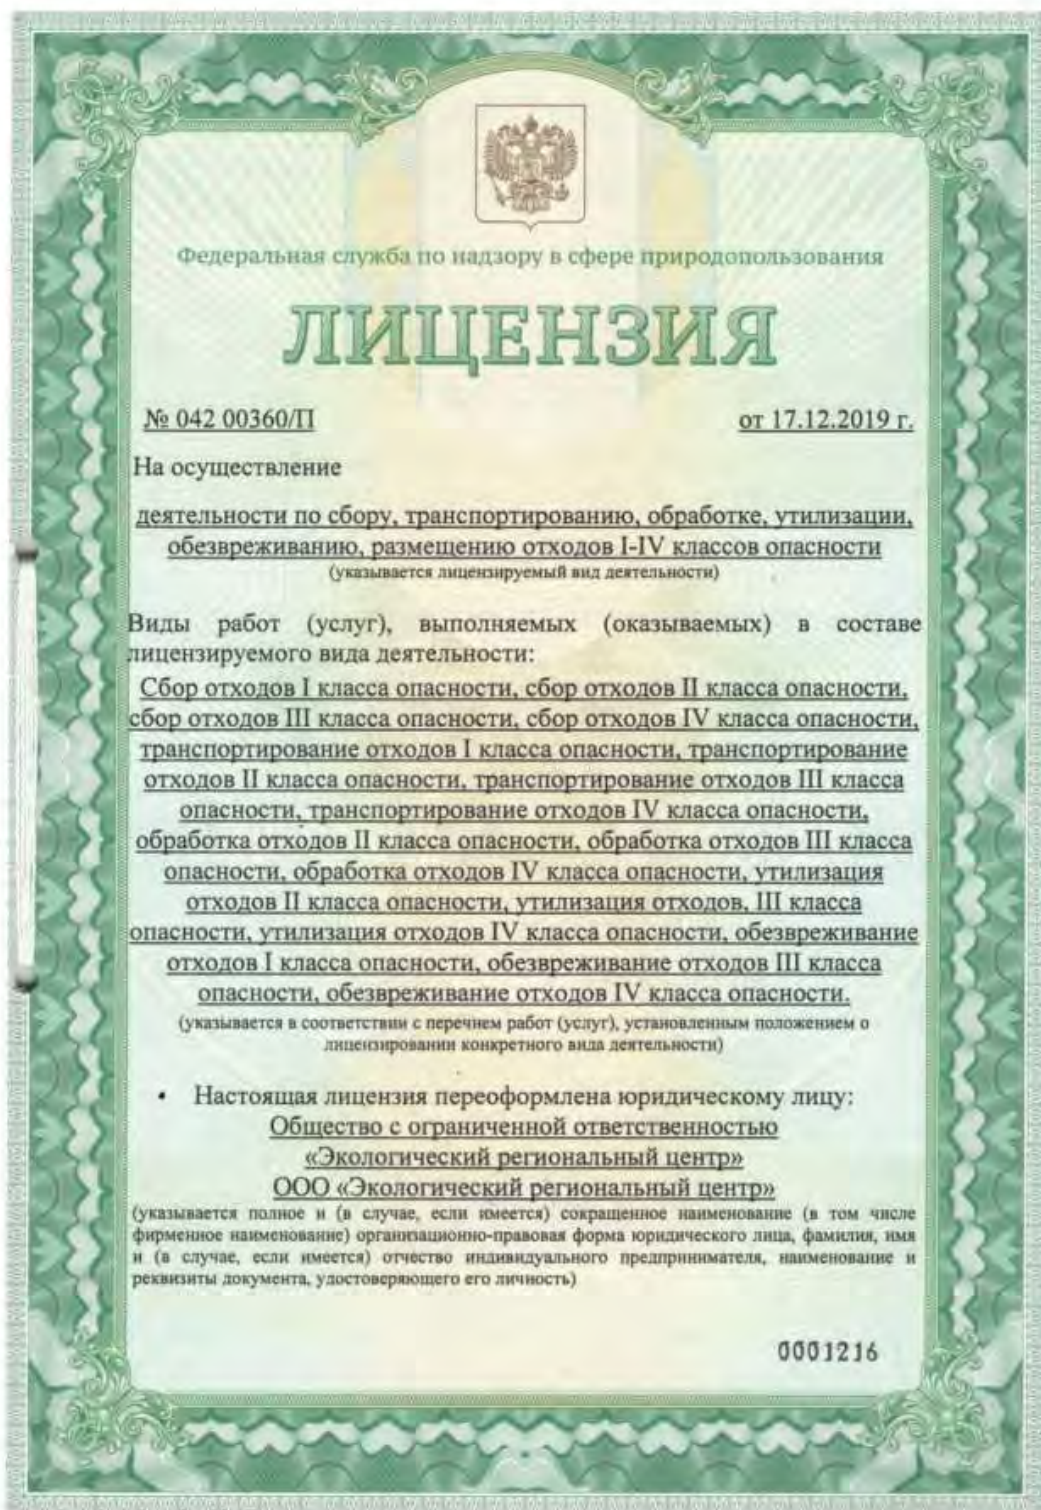 Федеральная служба по надзору в сфере природопользования
ЛИЦЕНЗИЯ
№ 042 00360/П от 17.12.2019 г.
На осуществление
деятельности по сбору, транспортированию, обработке, утилизации,
обезвреживанию, размещению отходов I-IV классов опасности
(указывается лицензируемый вид деятельности)
Виды работ (услуг), выполняемых (оказываемых) в составе
лицензируемого вида деятельности:
Сбор отходов I класса опасности, сбор отходов II класса опасности,
сбор отходов III класса опасности, сбор отходов IV класса опасности,
транспортирование отходов I класса опасности, транспортирование
отходов II класса опасности, транспортирование отходов III класса
опасности, транспортирование отходов IV класса опасности,
обработка отходов II класса опасности, обработка отходов III класса
опасности, обработка отходов IV класса опасности, утилизация
отходов II класса опасности, утилизация отходов, III класса
опасности, утилизация отходов IV класса опасности, обезвреживание
отходов I класса опасности, обезвреживание отходов III класса
опасности, обезвреживание отходов IV класса опасности.
(указывается в соответствии с перечнем работ (услуг), установленным положением о
лицензировании конкретного вида деятельности)
• Настоящая лицензия переоформлена юридическому лицу:
Общество с ограниченной ответственностью
«Экологический региональный центр»
ООО «Экологический региональный центр»
(указывается полное и (в случае, если имеется) сокращенное наименование (в том числе
фирменное наименование) организационно-правовая форма юридического лица, фамилия, имя
и (в случае, если имеется) отчество индивидуального предпринимателя, наименование и
реквизиты документа, удостоверяющего его личность)
0001216